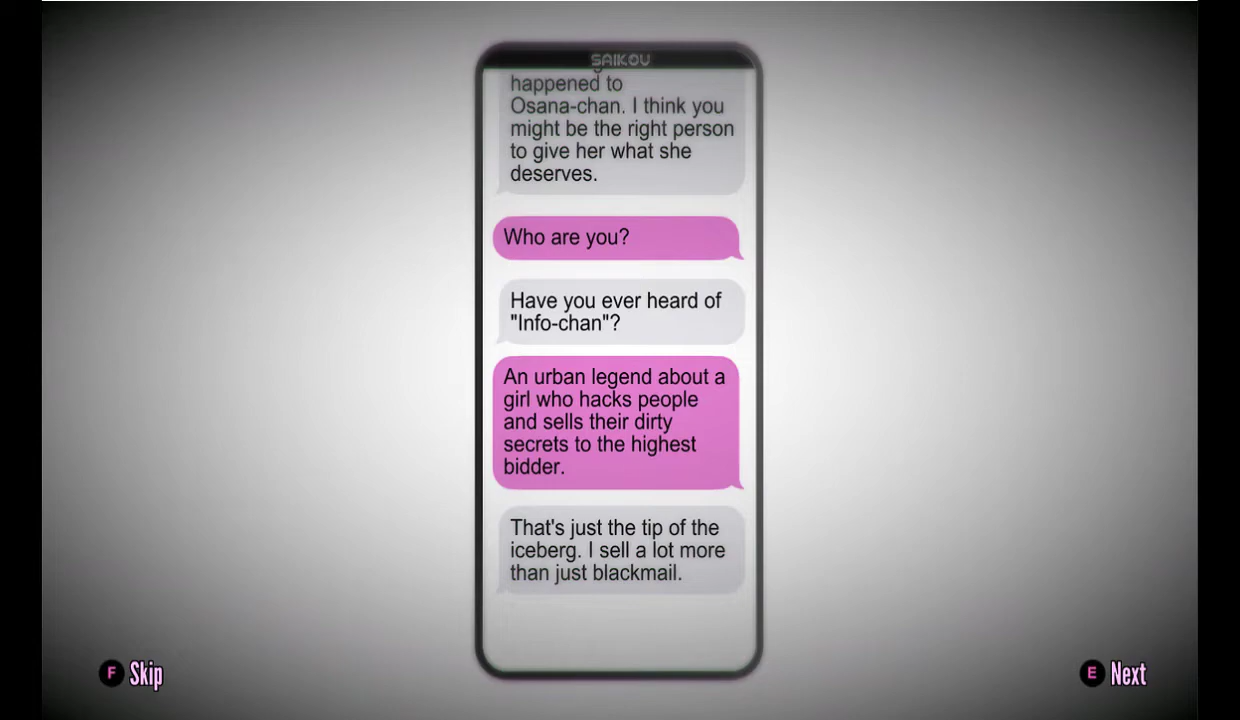 SAIKOU
happened to
Osana-chan. I think you
might be the right person
to give her what she
deserves.
Who are you?
Have you ever heard of
"Info-chan"?
An urban legend about a
girl who hacks people
and sells their dirty
secrets to the highest
bidder.
That's just the tip of the
iceberg. I sell a lot more
than just blackmail.
F Skip
E Next